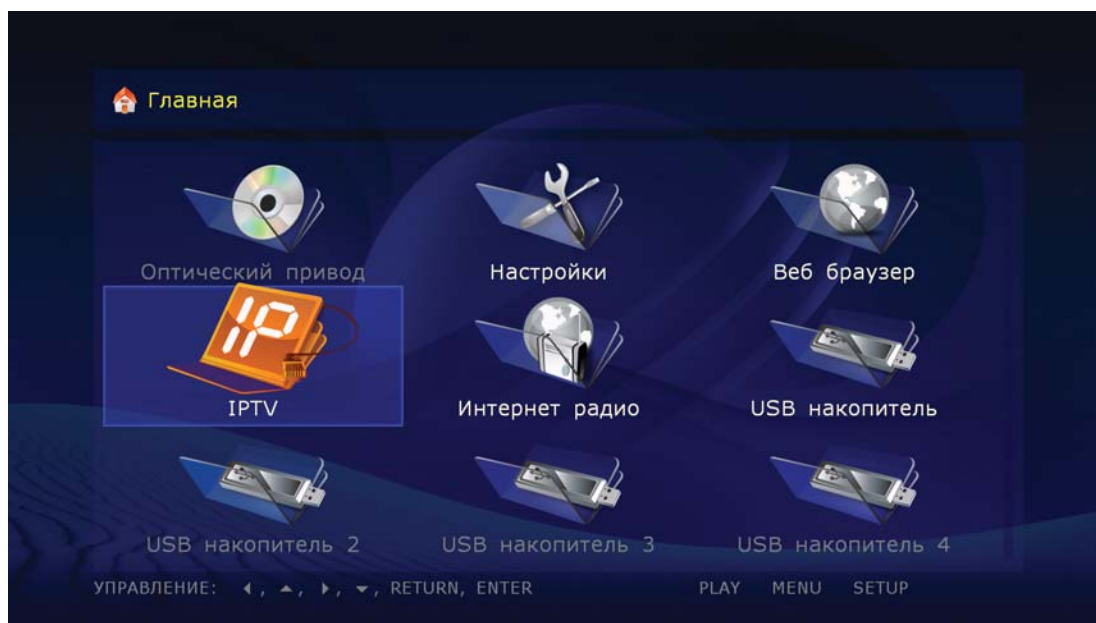 Главная
Оптический привод Настройки Веб браузер
IP
IPTV Интернет радио USB накопитель
USB накопитель 2 USB накопитель 3 USB накопитель 4
УПРАВЛЕНИЕ: ◂, ▴, ▸, ▾, RETURN, ENTER PLAY MENU SETUP